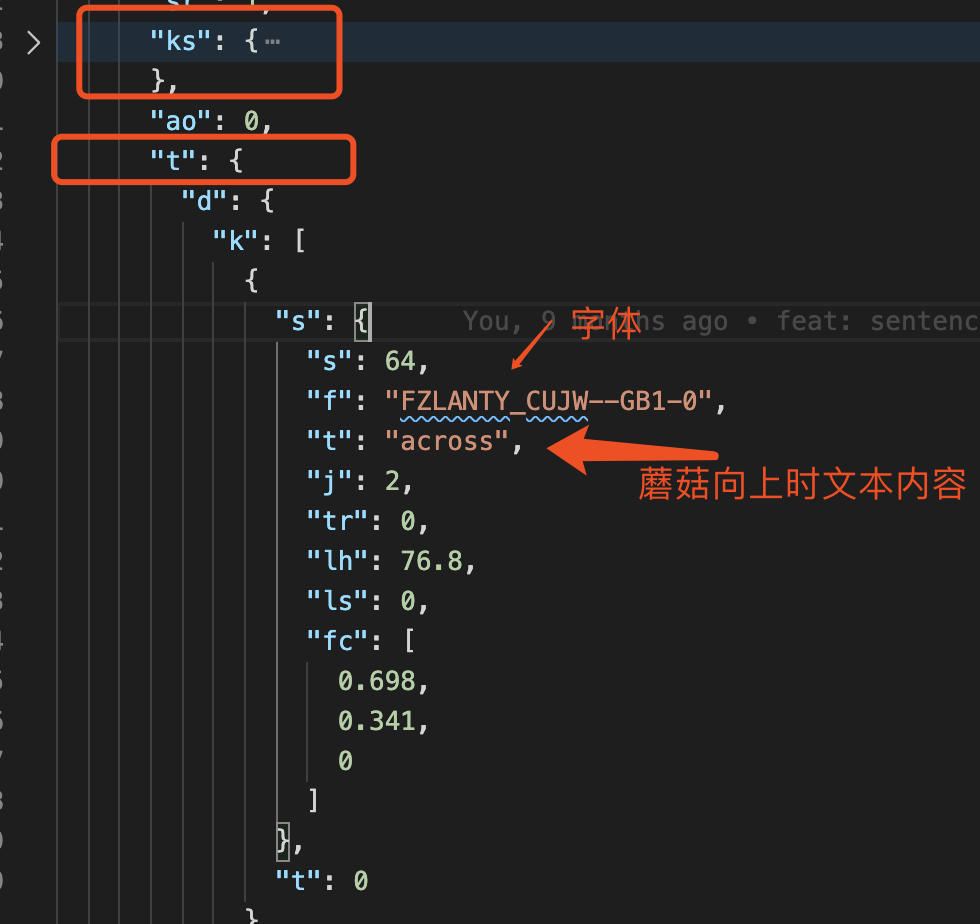 "ks": {…
},
"ao": 0,
"t": {
"d": {
"k": [
{
"s": { You, 9 months ago • feat: sentenc
字体
"s": 64,
"f": "FZLANTY_CUJW--GB1-0",
"t": "across",
蘑菇向上时文本内容
"j": 2,
"tr": 0,
"lh": 76.8,
"ls": 0,
"fc": [
0.698,
0.341,
0
]
},
"t": 0
}